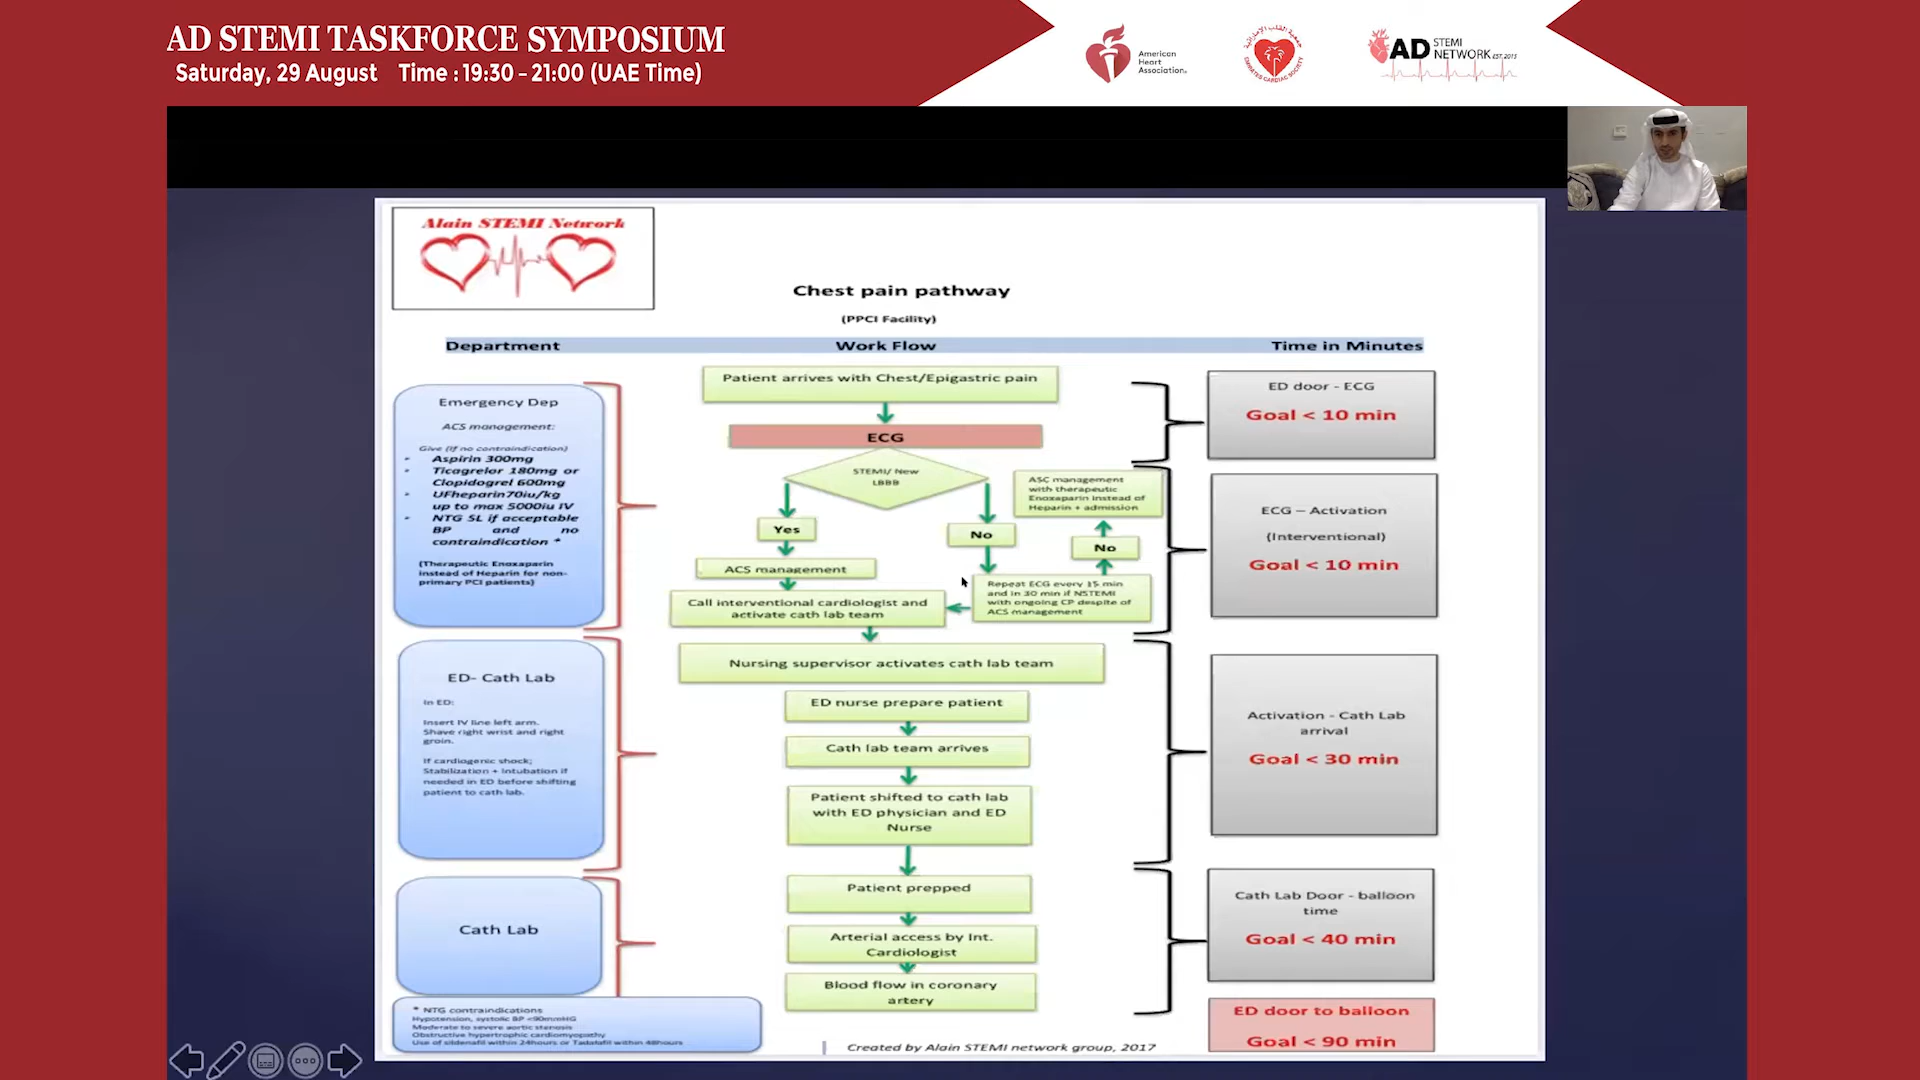 AD STEMI TASKFORCE SYMPOSIUM
Saturday, 29 August Time : 19:30 - 21:00 (UAE Time)
American
Heart
Association®
جمعية القلب الإماراتية
EMIRATES CARDIAC SOCIETY
AD STEMI
NETWORK EST. 2015
Alain STEMI Network
Chest pain pathway
(PPCI Facility)
Department
Work Flow
Time in Minutes
Emergency Dep
ACS management:
Give (If no contraindication)
- Aspirin 300mg
- Ticagrelor 180mg or
Clopidogrel 600mg
- UFheparin70iu/kg
up to max 5000iu IV
- NTG SL if acceptable
BP and no
contraindication *
(Therapeutic Enoxaparin
instead of Heparin for non-
primary PCI patients)
Patient arrives with Chest/Epigastric pain
ECG
STEMI/ New
LBBB
Yes
No
ASC management
with therapeutic
Enoxaparin instead of
Heparin + admission
No
ACS management
Repeat ECG every 15 min
and in 30 min if NSTEMI
with ongoing CP despite of
ACS management
Call interventional cardiologist and
activate cath lab team
ED door - ECG
Goal < 10 min
ECG – Activation
(Interventional)
Goal < 10 min
ED- Cath Lab
In ED:
Insert IV line left arm.
Shave right wrist and right
groin.
If cardiogenic shock;
Stabilization + Intubation if
needed in ED before shifting
patient to cath lab.
Nursing supervisor activates cath lab team
ED nurse prepare patient
Cath lab team arrives
Patient shifted to cath lab
with ED physician and ED
Nurse
Activation - Cath Lab
arrival
Goal < 30 min
Cath Lab
Patient prepped
Arterial access by Int.
Cardiologist
Blood flow in coronary
artery
Cath Lab Door - balloon
time
Goal < 40 min
* NTG contraindications
Hypotension, systolic BP <90mmHG
Moderate to severe aortic stenosis
Obstructive hypertrophic cardiomyopathy
Use of sildenafil within 24hours or Tadalafil within 48hours
Created by Alain STEMI network group, 2017
ED door to balloon
Goal < 90 min